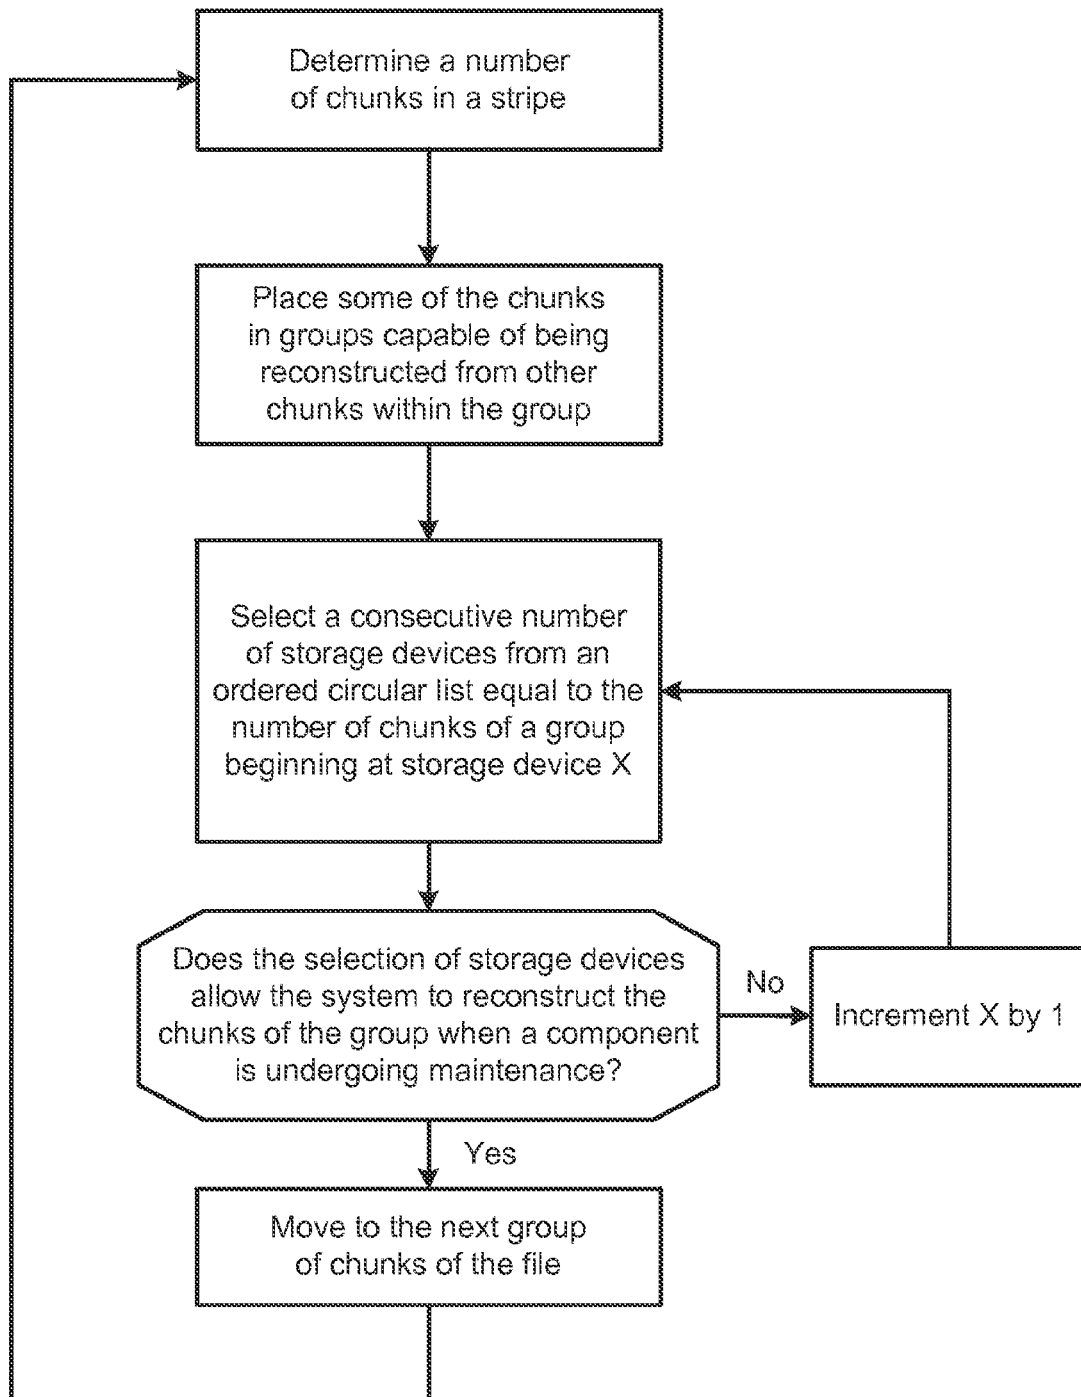 Determine a number
of chunks in a stripe
Place some of the chunks
in groups capable of being
reconstructed from other
chunks within the group
Select a consecutive number
of storage devices from an
ordered circular list equal to the
number of chunks of a group
beginning at storage device X
Does the selection of storage devices
allow the system to reconstruct the
chunks of the group when a component
is undergoing maintenance?
No
Increment X by 1
Yes
Move to the next group
of chunks of the file